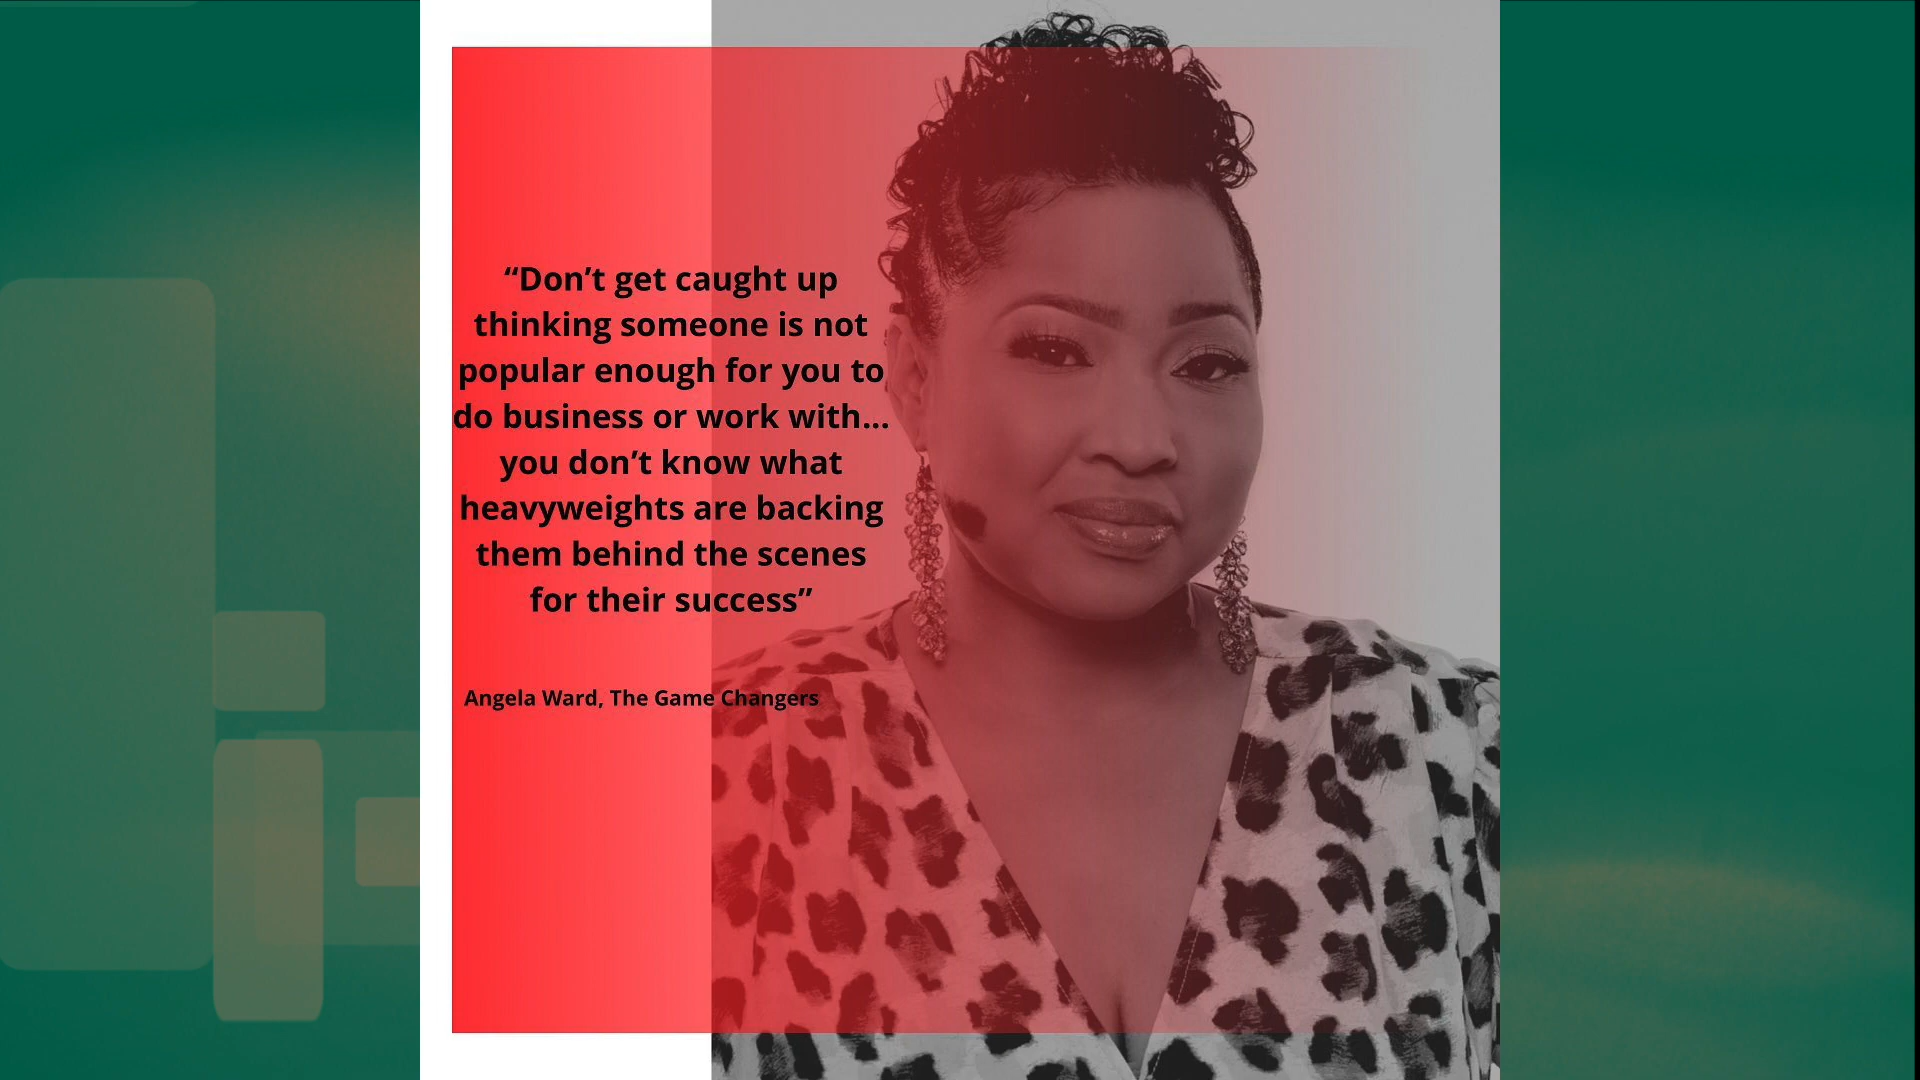 “Don’t get caught up
thinking someone is not
popular enough for you to
do business or work with...
you don’t know what
heavyweights are backing
them behind the scenes
for their success”
Angela Ward, The Game Changers